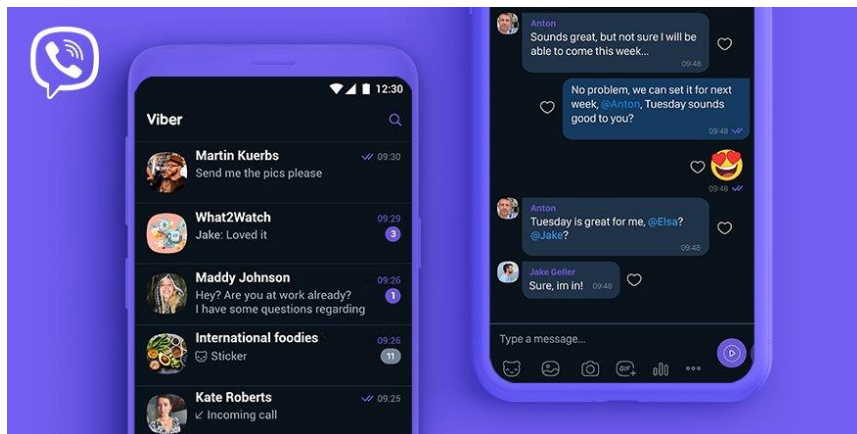 12:30
Viber
Martin Kuerbs
09:30
Send me the pics please
What2Watch
09:29
Jake: Loved it
3
Maddy Johnson
09:26
Hey? Are you at work already?
1
I have some questions regarding
International foodies
09:26
Sticker
11
Kate Roberts
09:25
Incoming call
Anton
Sounds great, but not sure I will be
able to come this week...
09:48
No problem, we can set it for next
week, @Anton, Tuesday sounds
good to you?
09:48
09:48
Anton
Tuesday is great for me, @Elsa?
@Jake?
09:48
Jake Geller
Sure, im in! 09:48
Type a message...
GIF